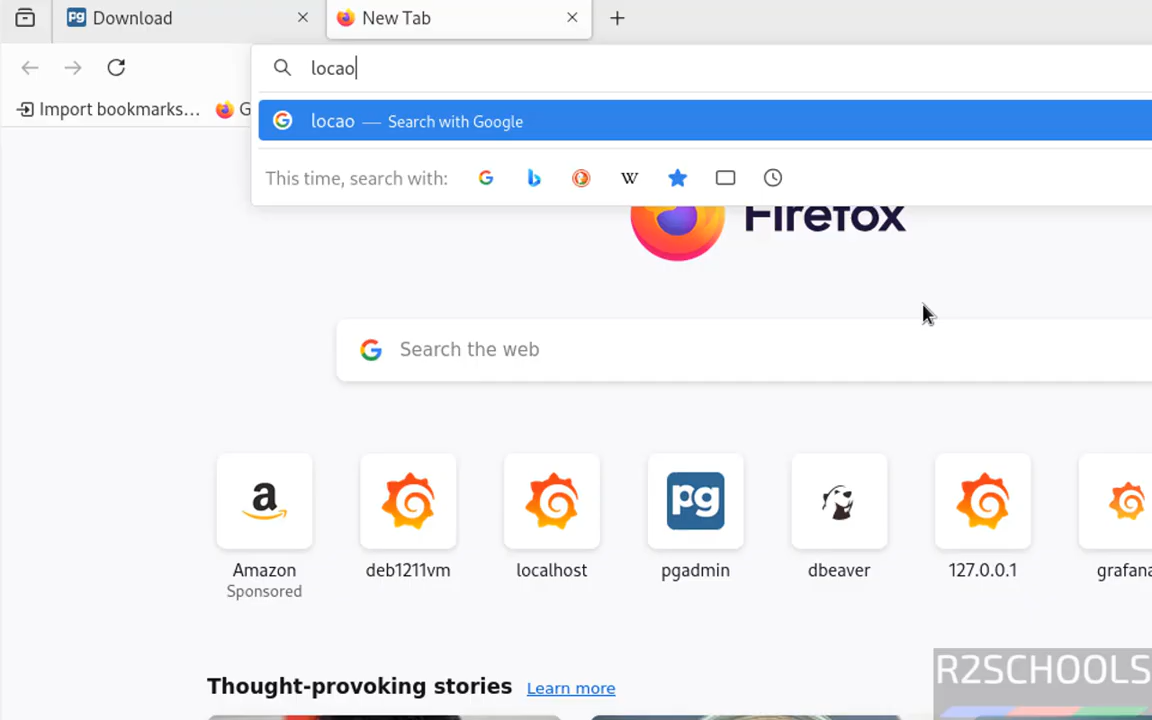 Download
New Tab
locao
Import bookmarks... G
locao — Search with Google
This time, search with:
Firefox
Search the web
Amazon
Sponsored
deb1211vm
localhost
pgadmin
dbeaver
127.0.0.1
grafana
Thought-provoking stories Learn more
R2SCHOOLS